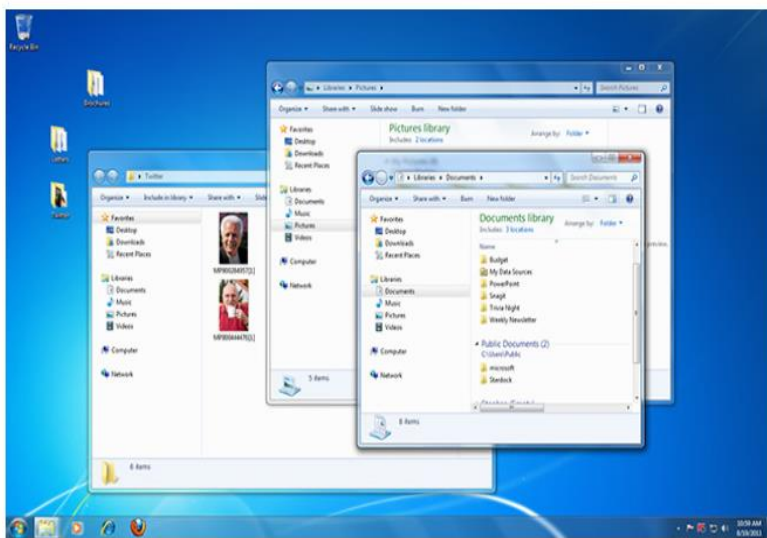 Recycle Bin
Brochures
Letters
Twitter
Libraries ▸ Pictures ▸
Search Pictures
Organize ▾ Share with ▾ Slide show Burn New folder
Favorites
Desktop
Downloads
Recent Places
Libraries
Documents
Music
Pictures
Videos
Computer
Network
Pictures library
Includes: 2 locations
Arrange by: Folder ▾
5 items
▸ Twitter
Organize ▾ Include in library ▾ Share with ▾
Favorites
Desktop
Downloads
Recent Places
Libraries
Documents
Music
Pictures
Videos
Computer
Network
6 items
▸ Libraries ▸ Documents ▸
Search Documents
Organize ▾ Share with ▾ Burn New folder
Favorites
Desktop
Downloads
Recent Places
Libraries
Documents
Music
Pictures
Videos
Computer
Network
Documents library
Includes: 3 locations
Arrange by: Folder ▾
Name
Budget
My Data Sources
PowerPoint
Snagit
Trivia Night
Weekly Newsletter
Public Documents (2)
C:\Users\Public
microsoft
Stardock
8 items
10:59 AM